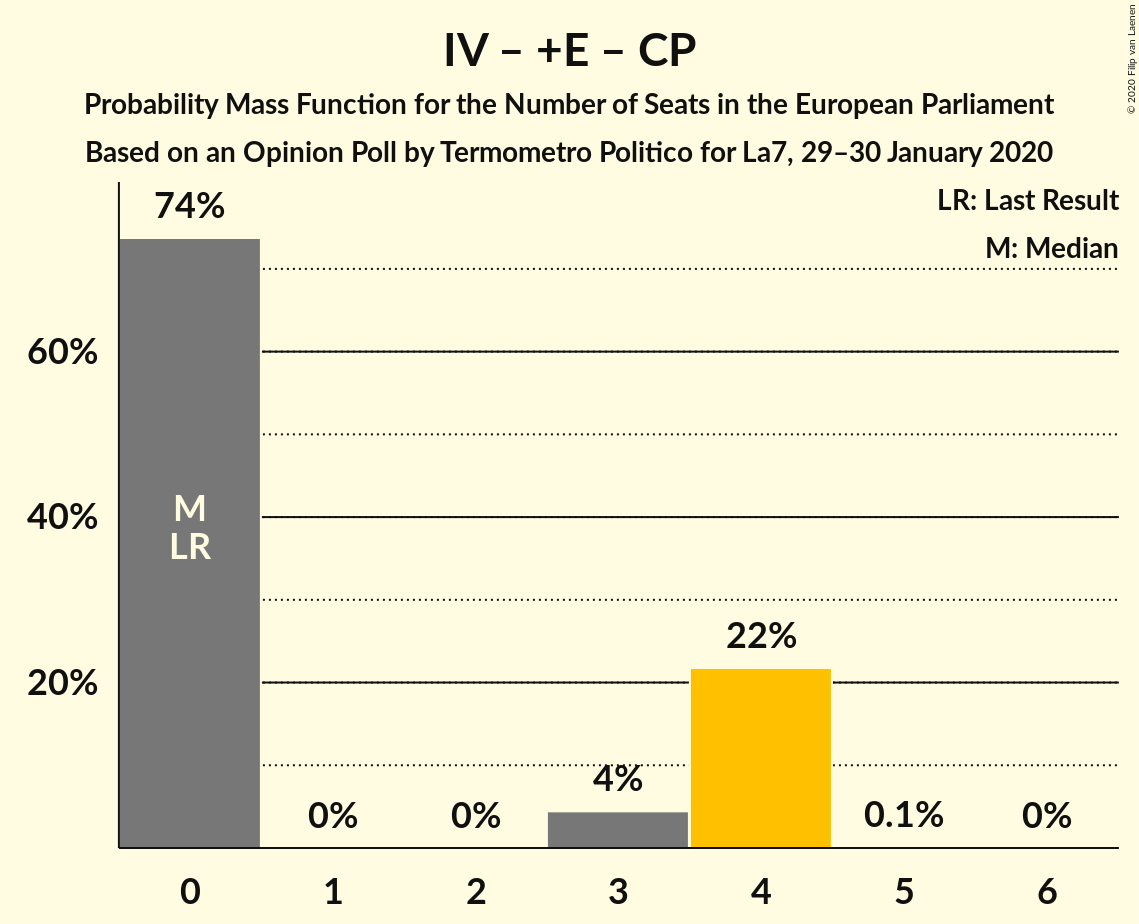 IV – +E – CP
Probability Mass Function for the Number of Seats in the European Parliament
Based on an Opinion Poll by Termometro Politico for La7, 29–30 January 2020
© 2020 Filip van Laenen
LR: Last Result
M: Median
74%
60%
40%
20%
M
LR
0%
0%
4%
22%
0.1%
0%
0 1 2 3 4 5 6